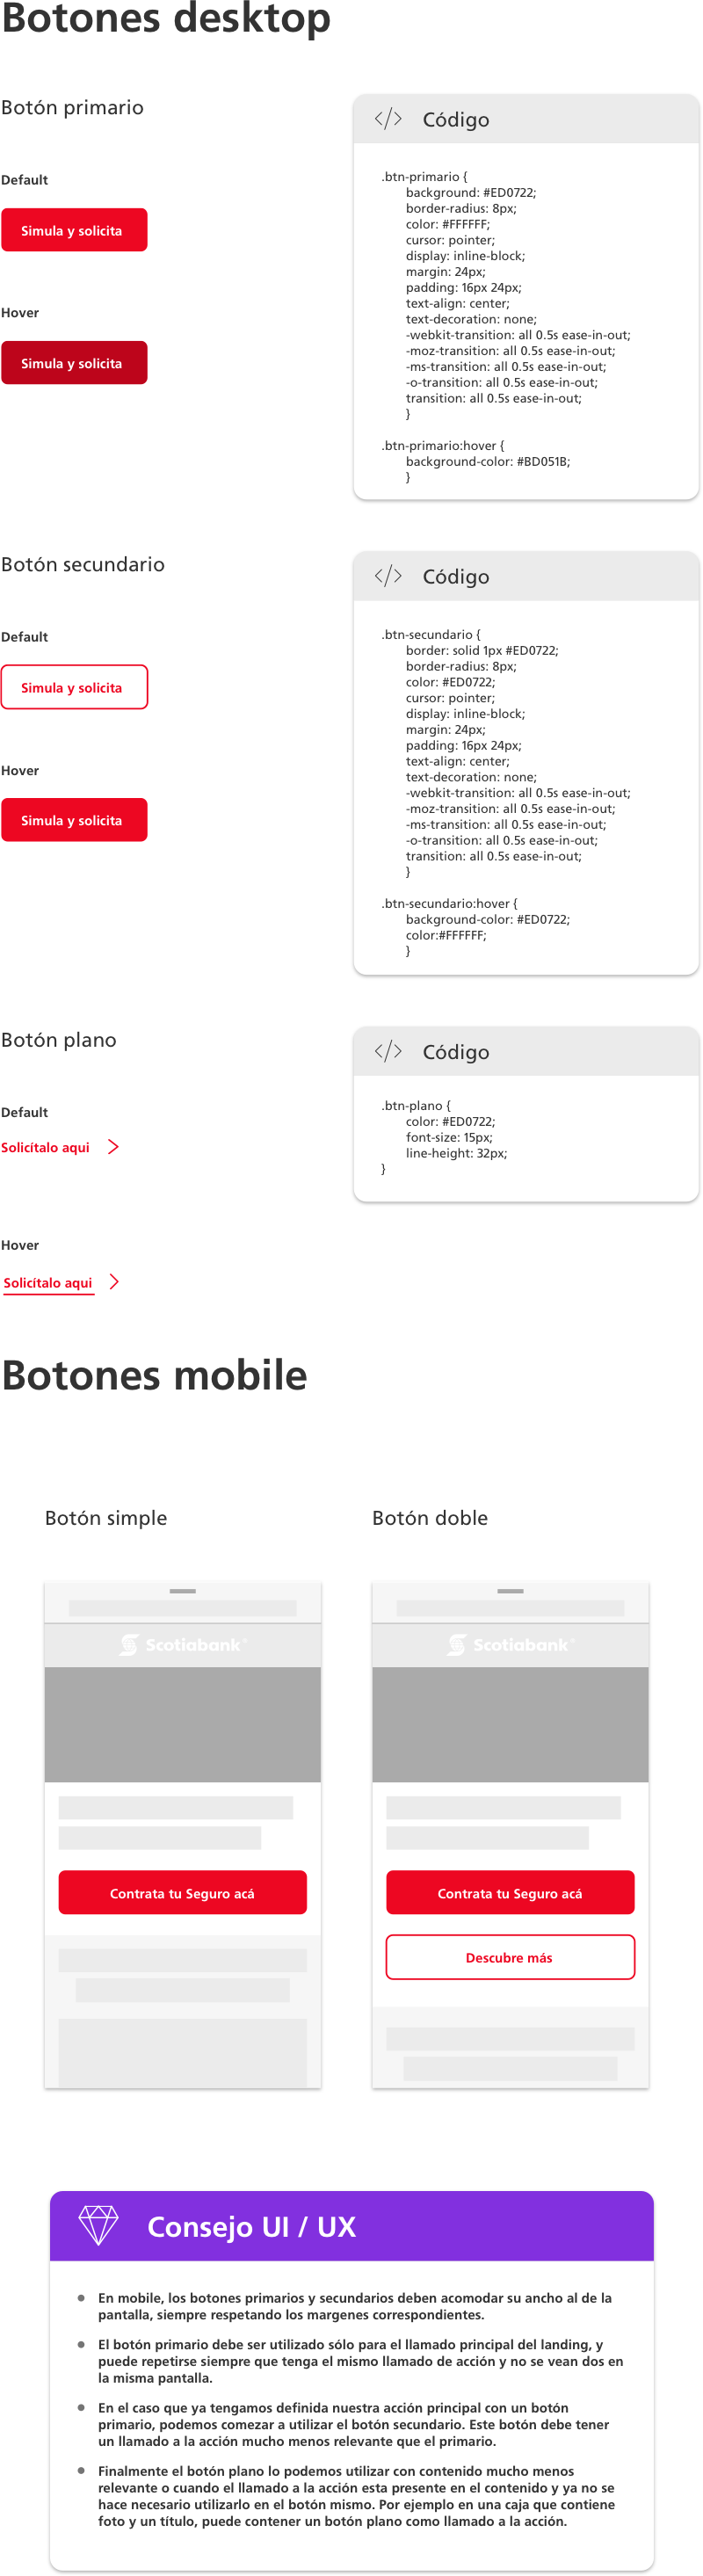 Botones desktop
Botón primario
Default
Simula y solicita
Hover
Simula y solicita
</> Código
.btn-primario {
background: #ED0722;
border-radius: 8px;
color: #FFFFFF;
cursor: pointer;
display: inline-block;
margin: 24px;
padding: 16px 24px;
text-align: center;
text-decoration: none;
-webkit-transition: all 0.5s ease-in-out;
-moz-transition: all 0.5s ease-in-out;
-ms-transition: all 0.5s ease-in-out;
-o-transition: all 0.5s ease-in-out;
transition: all 0.5s ease-in-out;
}
.btn-primario:hover {
background-color: #BD051B;
}
Botón secundario
Default
Simula y solicita
Hover
Simula y solicita
</> Código
.btn-secundario {
border: solid 1px #ED0722;
border-radius: 8px;
color: #ED0722;
cursor: pointer;
display: inline-block;
margin: 24px;
padding: 16px 24px;
text-align: center;
text-decoration: none;
-webkit-transition: all 0.5s ease-in-out;
-moz-transition: all 0.5s ease-in-out;
-ms-transition: all 0.5s ease-in-out;
-o-transition: all 0.5s ease-in-out;
transition: all 0.5s ease-in-out;
}
.btn-secundario:hover {
background-color: #ED0722;
color:#FFFFFF;
}
Botón plano
Default
Solicítalo aqui
Hover
Solicítalo aqui
</> Código
.btn-plano {
color: #ED0722;
font-size: 15px;
line-height: 32px;
}
Botones mobile
Botón simple
Scotiabank®
Contrata tu Seguro acá
Botón doble
Scotiabank®
Contrata tu Seguro acá
Descubre más
Consejo UI / UX
● En mobile, los botones primarios y secundarios deben acomodar su ancho al de la
pantalla, siempre respetando los margenes correspondientes.
● El botón primario debe ser utilizado sólo para el llamado principal del landing, y
puede repetirse siempre que tenga el mismo llamado de acción y no se vean dos en
la misma pantalla.
● En el caso que ya tengamos definida nuestra acción principal con un botón
primario, podemos comezar a utilizar el botón secundario. Este botón debe tener
un llamado a la acción mucho menos relevante que el primario.
● Finalmente el botón plano lo podemos utilizar con contenido mucho menos
relevante o cuando el llamado a la acción esta presente en el contenido y ya no se
hace necesario utilizarlo en el botón mismo. Por ejemplo en una caja que contiene
foto y un título, puede contener un botón plano como llamado a la acción.